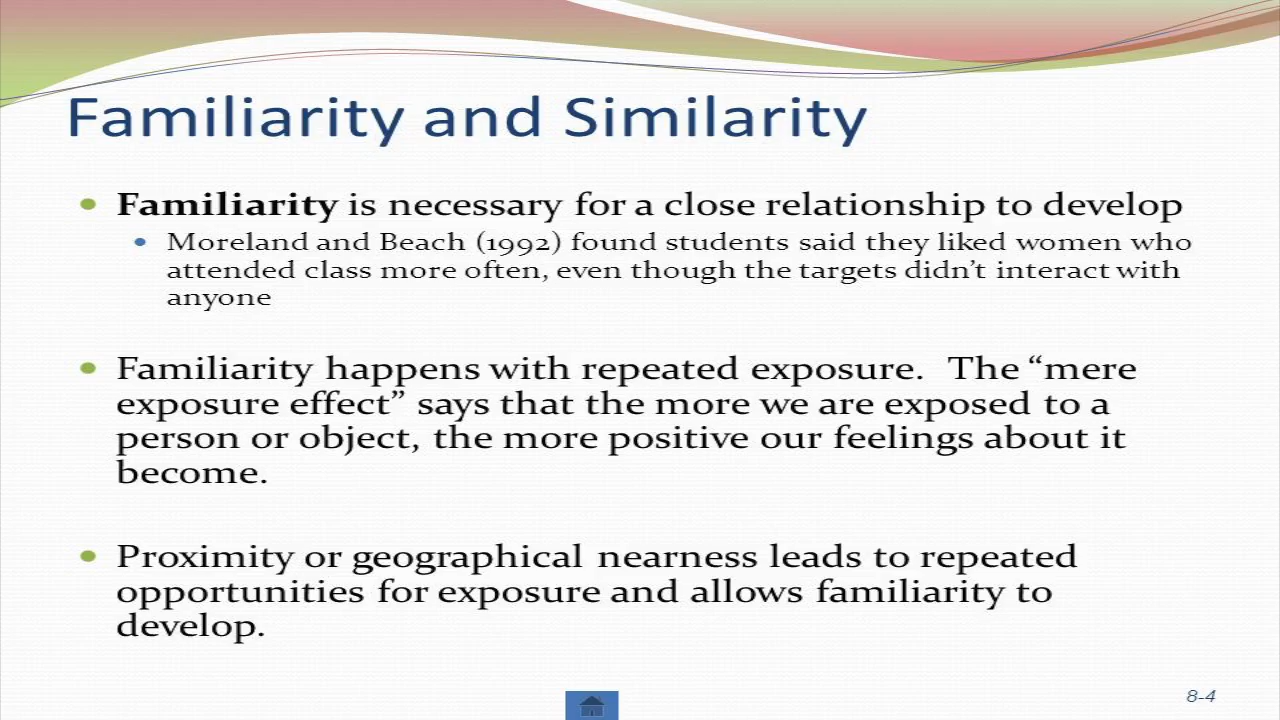 Familiarity and Similarity
• Familiarity is necessary for a close relationship to develop
• Moreland and Beach (1992) found students said they liked women who
attended class more often, even though the targets didn’t interact with
anyone
• Familiarity happens with repeated exposure.  The “mere
exposure effect” says that the more we are exposed to a
person or object, the more positive our feelings about it
become.
• Proximity or geographical nearness leads to repeated
opportunities for exposure and allows familiarity to
develop.
8-4